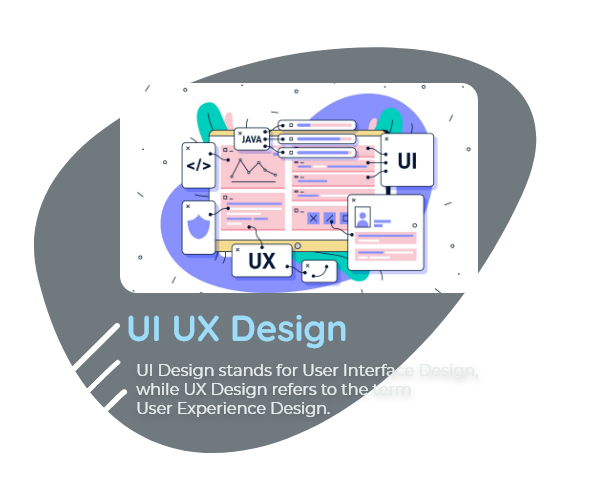 JAVA
</>
UI
UX
UI UX Design
UI Design stands for User Interface Design,
while UX Design refers to the term
User Experience Design.